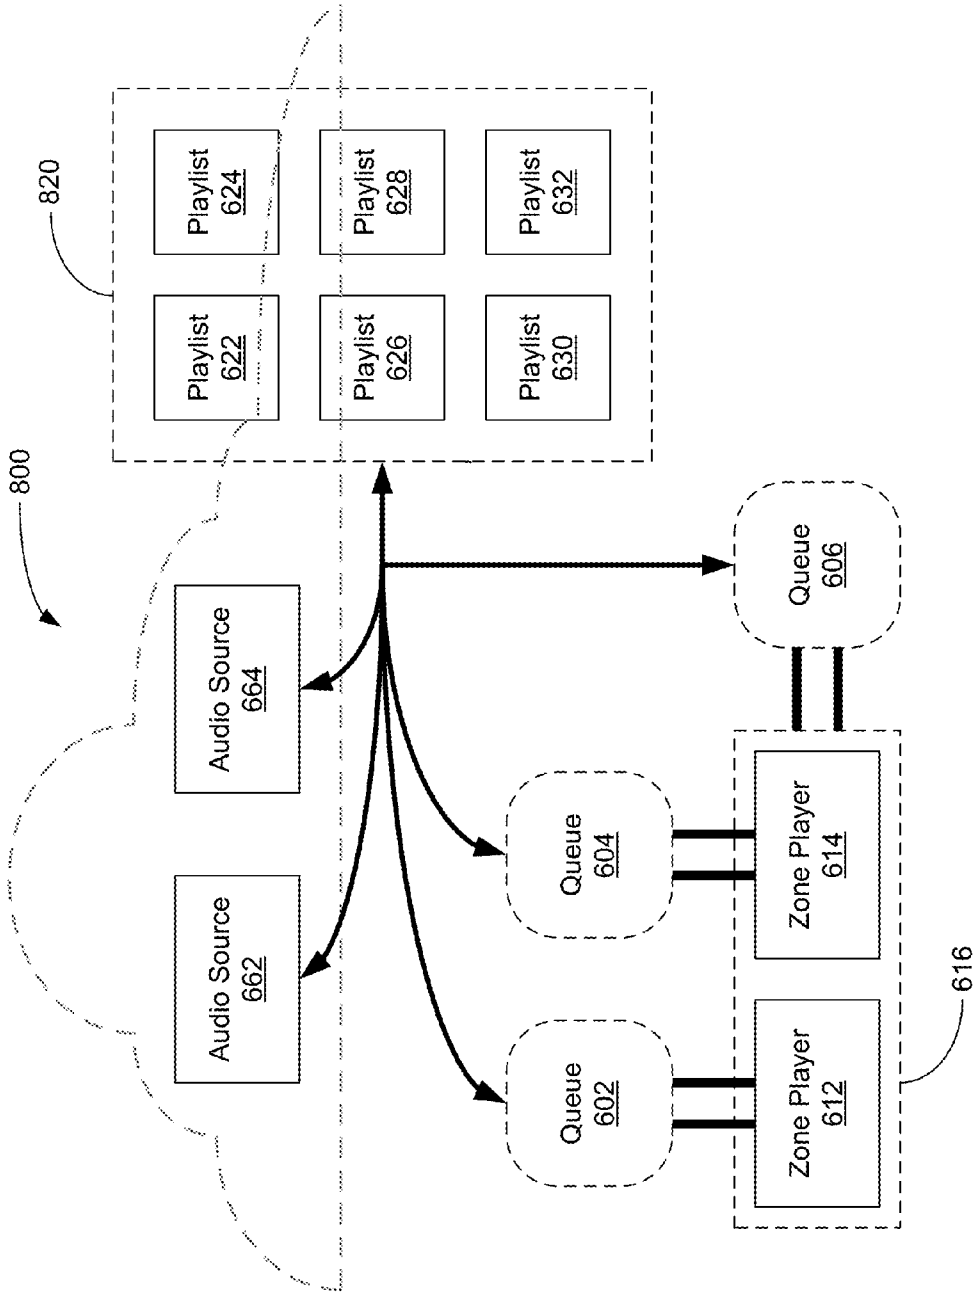 800
820
Audio Source
662
Audio Source
664
Playlist
622
Playlist
624
Playlist
626
Playlist
628
Playlist
630
Playlist
632
Queue
602
Queue
604
Queue
606
Zone Player
612
Zone Player
614
616